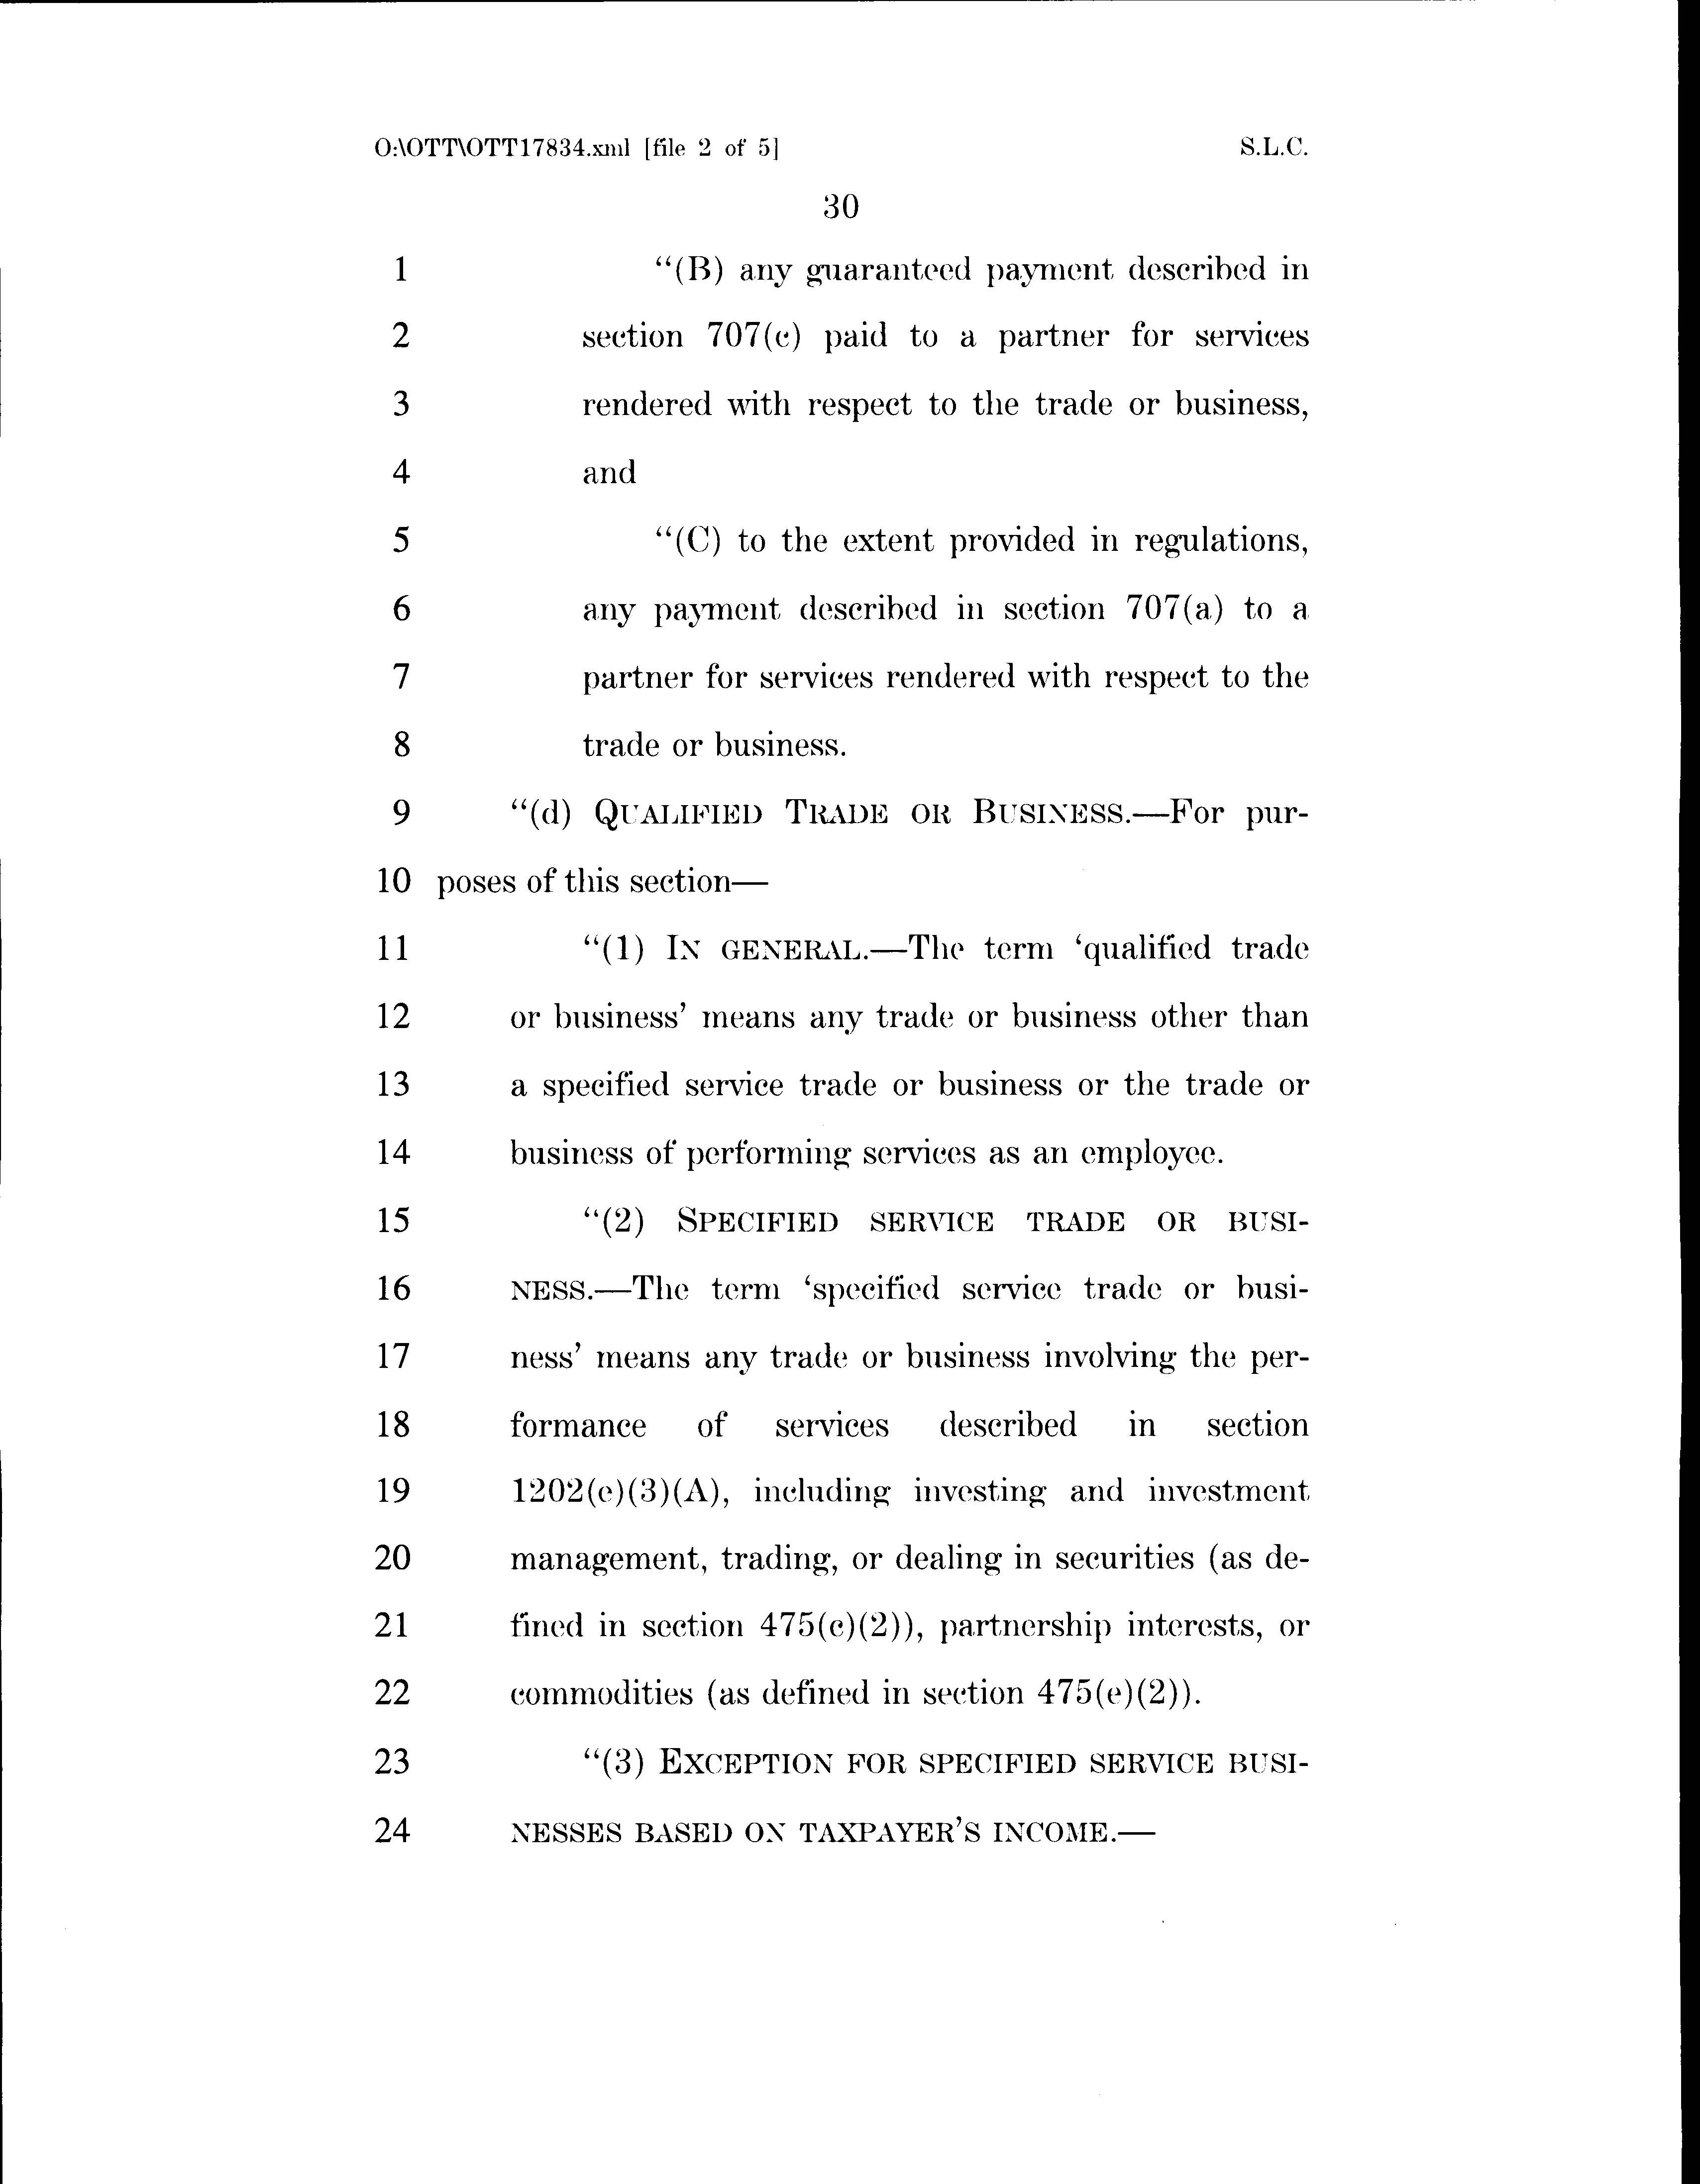 O:\OTT\OTT17834.xml [file 2 of 5] S.L.C.
30
1 “(B) any guaranteed payment described in
2 section 707(c) paid to a partner for services
3 rendered with respect to the trade or business,
4 and
5 “(C) to the extent provided in regulations,
6 any payment described in section 707(a) to a
7 partner for services rendered with respect to the
8 trade or business.
9 “(d) QUALIFIED TRADE OR BUSINESS.—For pur-
10 poses of this section—
11 “(1) IN GENERAL.—The term ‘qualified trade
12 or business’ means any trade or business other than
13 a specified service trade or business or the trade or
14 business of performing services as an employee.
15 “(2) SPECIFIED SERVICE TRADE OR BUSI-
16 NESS.—The term ‘specified service trade or busi-
17 ness’ means any trade or business involving the per-
18 formance of services described in section
19 1202(e)(3)(A), including investing and investment
20 management, trading, or dealing in securities (as de-
21 fined in section 475(c)(2)), partnership interests, or
22 commodities (as defined in section 475(e)(2)).
23 “(3) EXCEPTION FOR SPECIFIED SERVICE BUSI-
24 NESSES BASED ON TAXPAYER’S INCOME.—